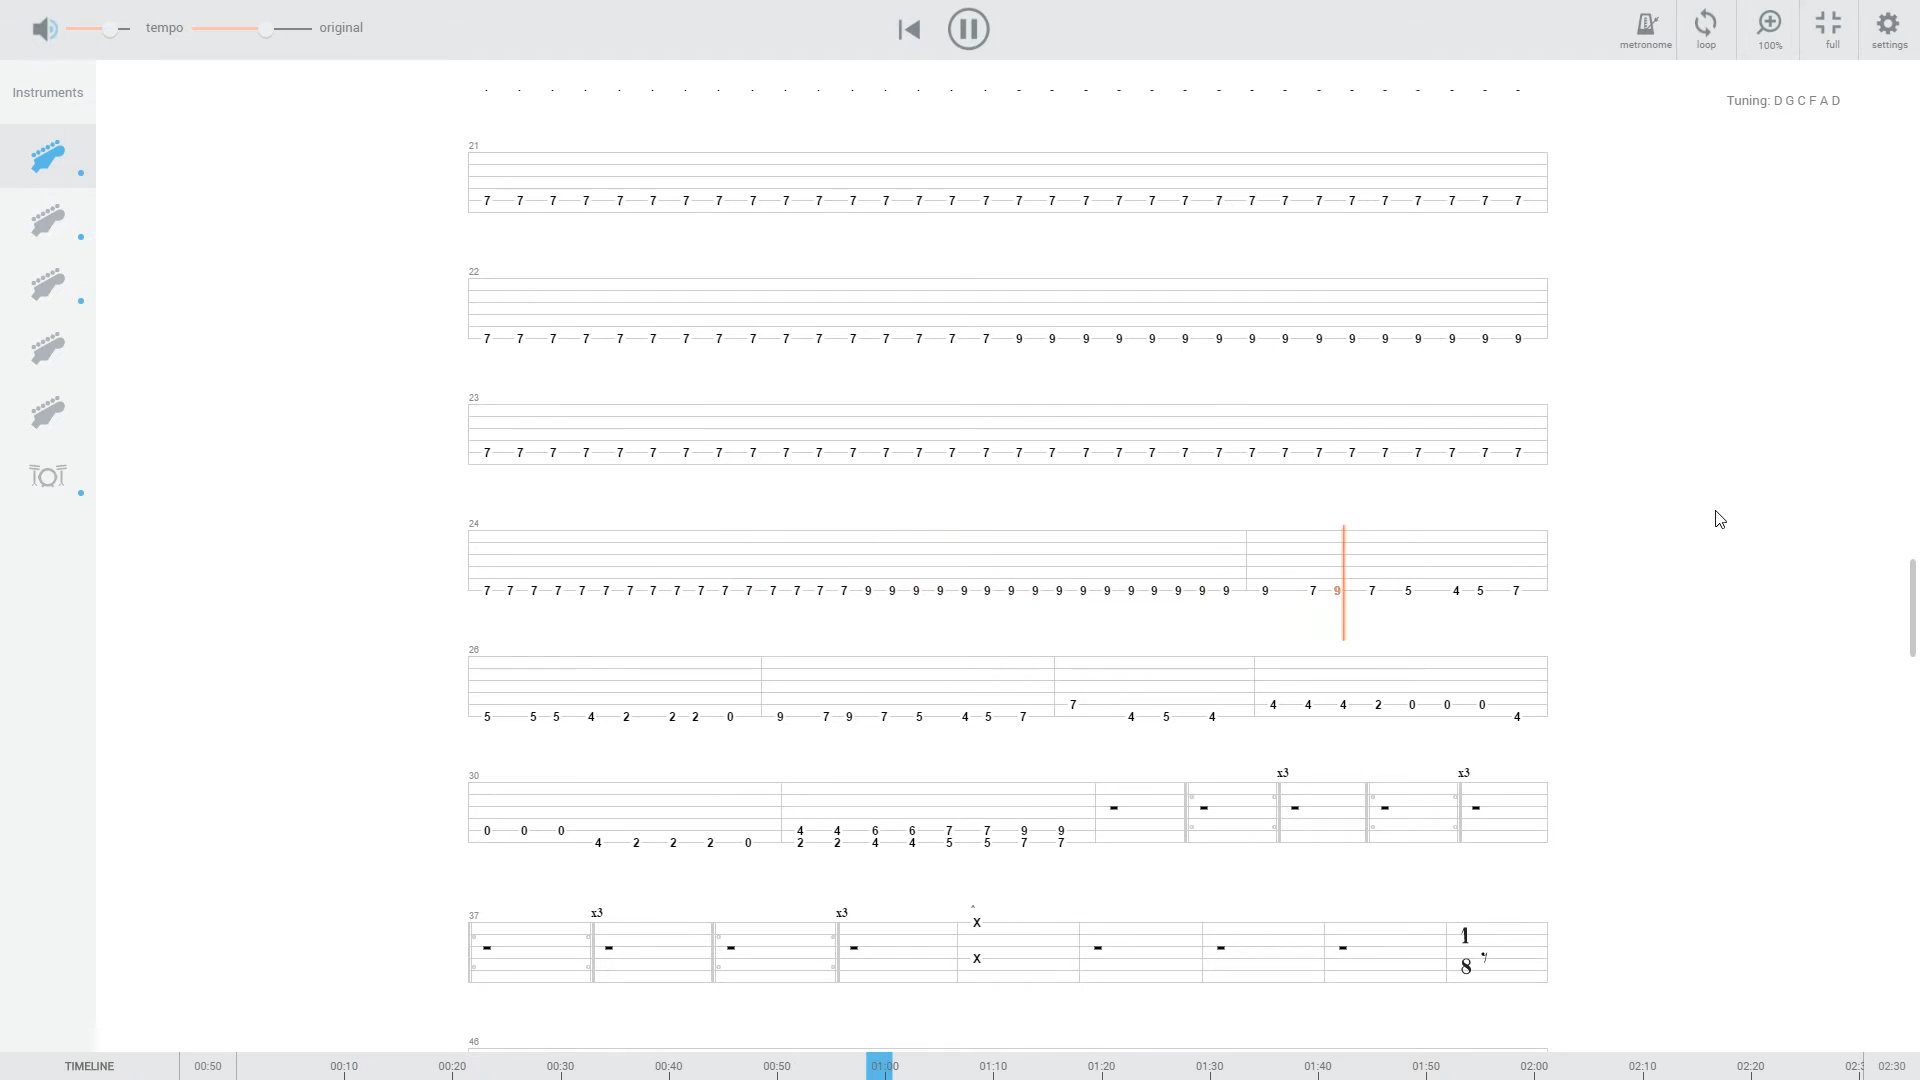 tempo original
metronome loop 100% full settings
Instruments
Tuning: D G C F A D
21
7 7 7 7 7 7 7 7 7 7 7 7 7 7 7 7 7 7 7 7 7 7 7 7 7 7 7 7 7 7 7 7
22
7 7 7 7 7 7 7 7 7 7 7 7 7 7 7 7 9 9 9 9 9 9 9 9 9 9 9 9 9 9 9 9
23
7 7 7 7 7 7 7 7 7 7 7 7 7 7 7 7 7 7 7 7 7 7 7 7 7 7 7 7 7 7 7 7
24
7 7 7 7 7 7 7 7 7 7 7 7 7 7 7 7 9 9 9 9 9 9 9 9 9 9 9 9 9 9 9 9 9 7 9 7 5 4 5 7
26
7 4 4 4 2 0 0 0
5 5 5 4 2 2 2 0 9 7 9 7 5 4 5 7 4 5 4 4
30 x3 x3
0 0 0 4 4 6 6 7 7 9 9
4 2 2 2 0 2 2 4 4 5 5 7 7
37 x3 x3
X 1
X 8
46
TIMELINE 00:50 00:10 00:20 00:30 00:40 00:50 01:00 01:10 01:20 01:30 01:40 01:50 02:00 02:10 02:20 02:3 02:30